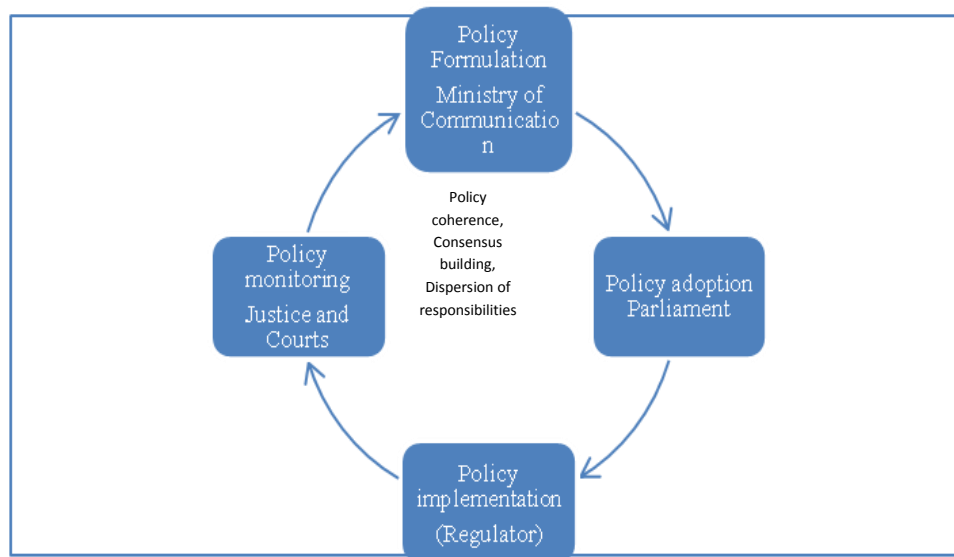 Policy
Formulation
Ministry of
Communicatio
n
Policy
coherence,
Consensus
building,
Dispersion of
responsibilities
Policy
monitoring
Justice and
Courts
Policy adoption
Parliament
Policy
implementation
(Regulator)